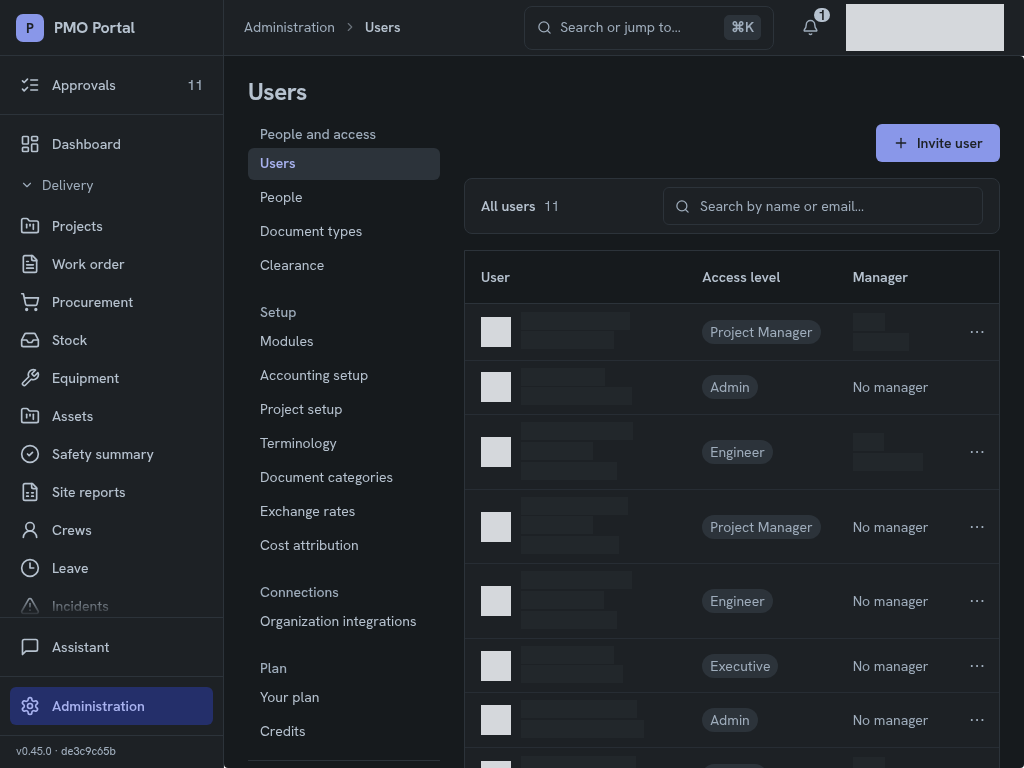 P
PMO Portal
Administration
Users
Search or jump to...
⌘K
1
Approvals
11
Dashboard
Delivery
Projects
Work order
Procurement
Stock
Equipment
Assets
Safety summary
Site reports
Crews
Leave
Incidents
Assistant
Administration
v0.45.0 · de3c9c65b
Users
People and access
Users
People
Document types
Clearance
Setup
Modules
Accounting setup
Project setup
Terminology
Document categories
Exchange rates
Cost attribution
Connections
Organization integrations
Plan
Your plan
Credits
Invite user
All users 11
Search by name or email...
User Access level Manager
Project Manager
Admin No manager
Engineer
Project Manager No manager
Engineer No manager
Executive No manager
Admin No manager